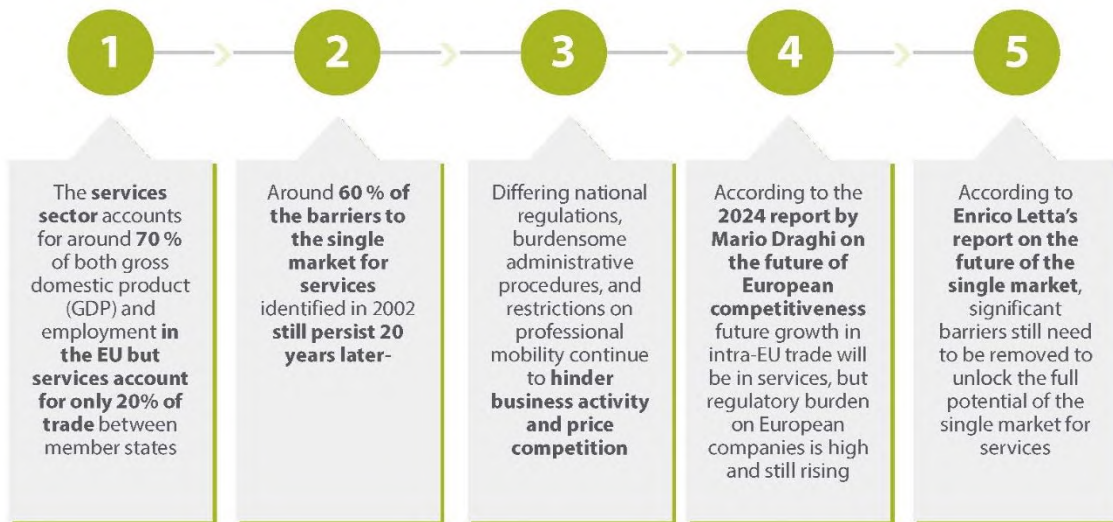 1
2
3
4
5
The services
sector accounts
for around 70 %
of both gross
domestic product
(GDP) and
employment in
the EU but
services account
for only 20% of
trade between
member states
Around 60 % of
the barriers to
the single
market for
services
identified in 2002
still persist 20
years later-
Differing national
regulations,
burdensome
administrative
procedures, and
restrictions on
professional
mobility continue
to hinder
business activity
and price
competition
According to the
2024 report by
Mario Draghi on
the future of
European
competitiveness
future growth in
intra-EU trade will
be in services, but
regulatory burden
on European
companies is high
and still rising
According to
Enrico Letta’s
report on the
future of the
single market,
significant
barriers still need
to be removed to
unlock the full
potential of the
single market for
services